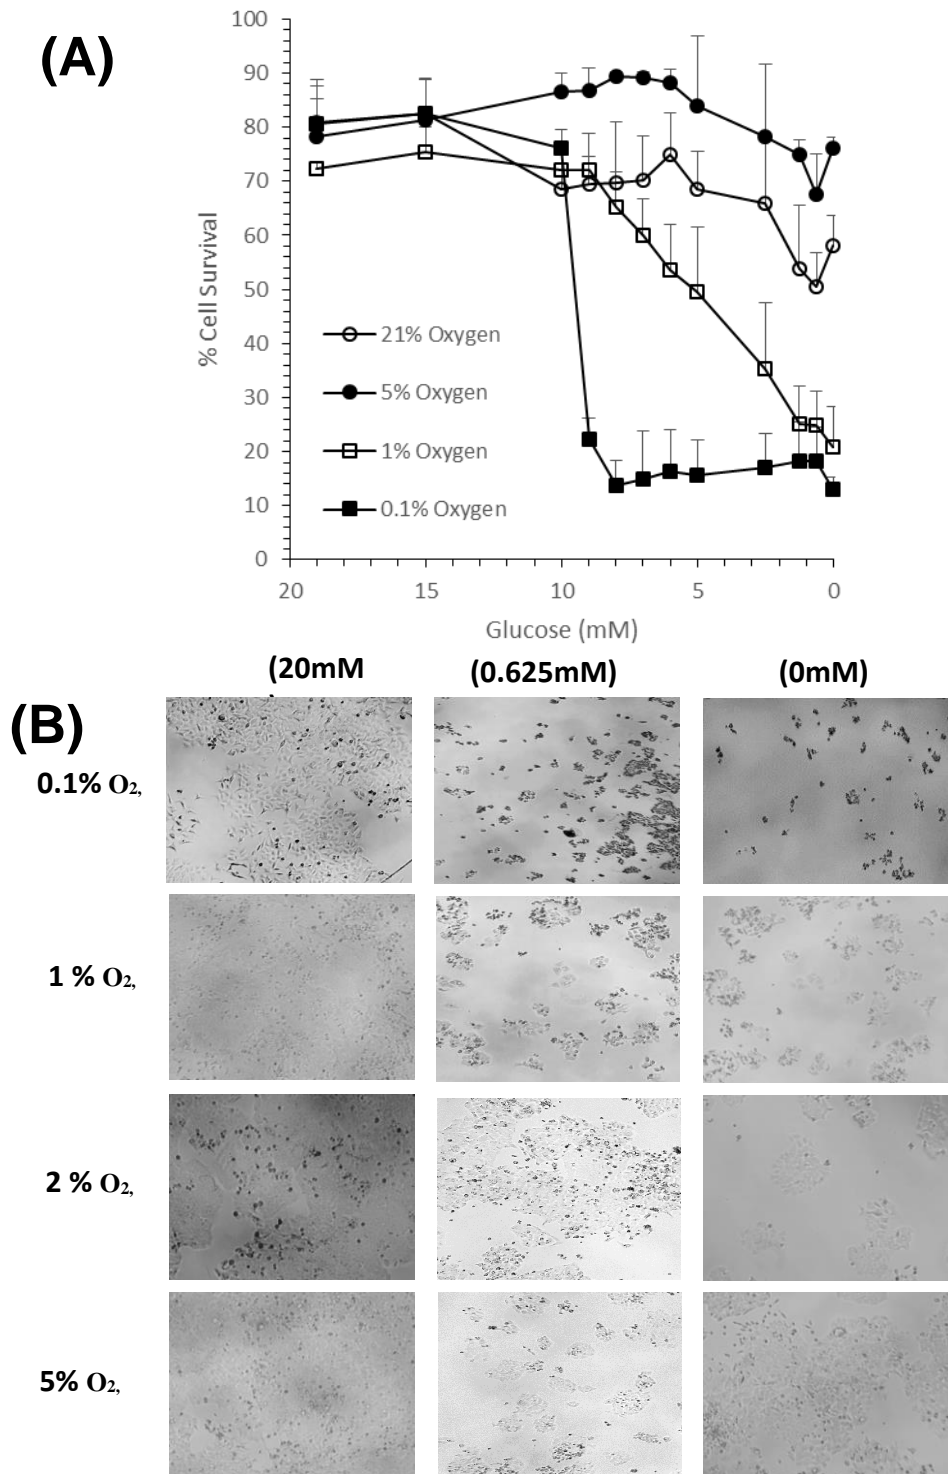 (A)
100
90
80
70
60
50
40
30
20
10
0
% Cell Survival
21% Oxygen
5% Oxygen
1% Oxygen
0.1% Oxygen
20 15 10 5 0
Glucose (mM)
(20mM (0.625mM) (0mM)
(B)
0.1% O2,
1 % O2,
2 % O2,
5% O2,